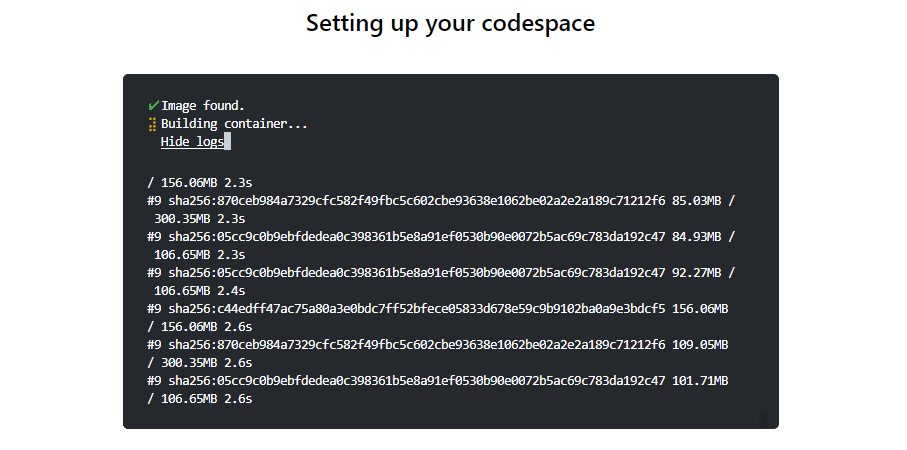 Setting up your codespace
✔Image found.
Building container...
Hide logs
/ 156.06MB 2.3s
#9 sha256:870ceb984a7329cfc582f49fbc5c602cbe93638e1062be02a2e2a189c71212f6 85.03MB /
300.35MB 2.3s
#9 sha256:05cc9c0b9ebfdedea0c398361b5e8a91ef0530b90e0072b5ac69c783da192c47 84.93MB /
106.65MB 2.3s
#9 sha256:05cc9c0b9ebfdedea0c398361b5e8a91ef0530b90e0072b5ac69c783da192c47 92.27MB /
106.65MB 2.4s
#9 sha256:c44edff47ac75a80a3e0bdc7ff52bfece05833d678e59c9b9102ba0a9e3bdcf5 156.06MB
/ 156.06MB 2.6s
#9 sha256:870ceb984a7329cfc582f49fbc5c602cbe93638e1062be02a2e2a189c71212f6 109.05MB
/ 300.35MB 2.6s
#9 sha256:05cc9c0b9ebfdedea0c398361b5e8a91ef0530b90e0072b5ac69c783da192c47 101.71MB
/ 106.65MB 2.6s